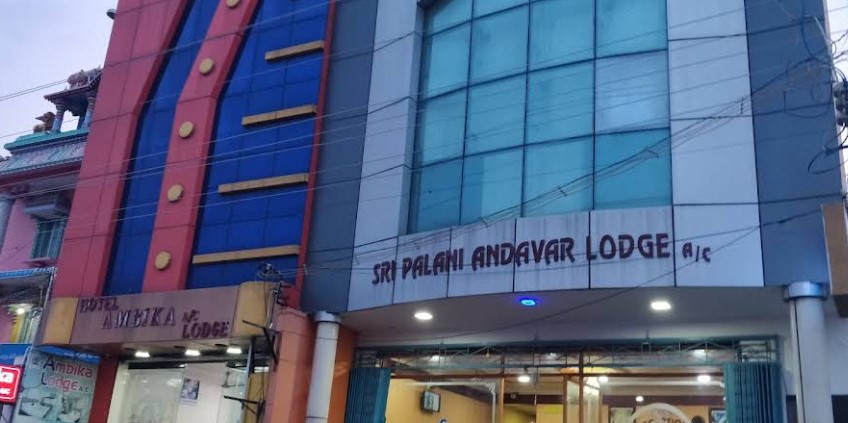 SRI PALANI ANDAVAR LODGE A/C
HOTEL
AMBIKA A/C
LODGE
Ambika
Lodge A/C